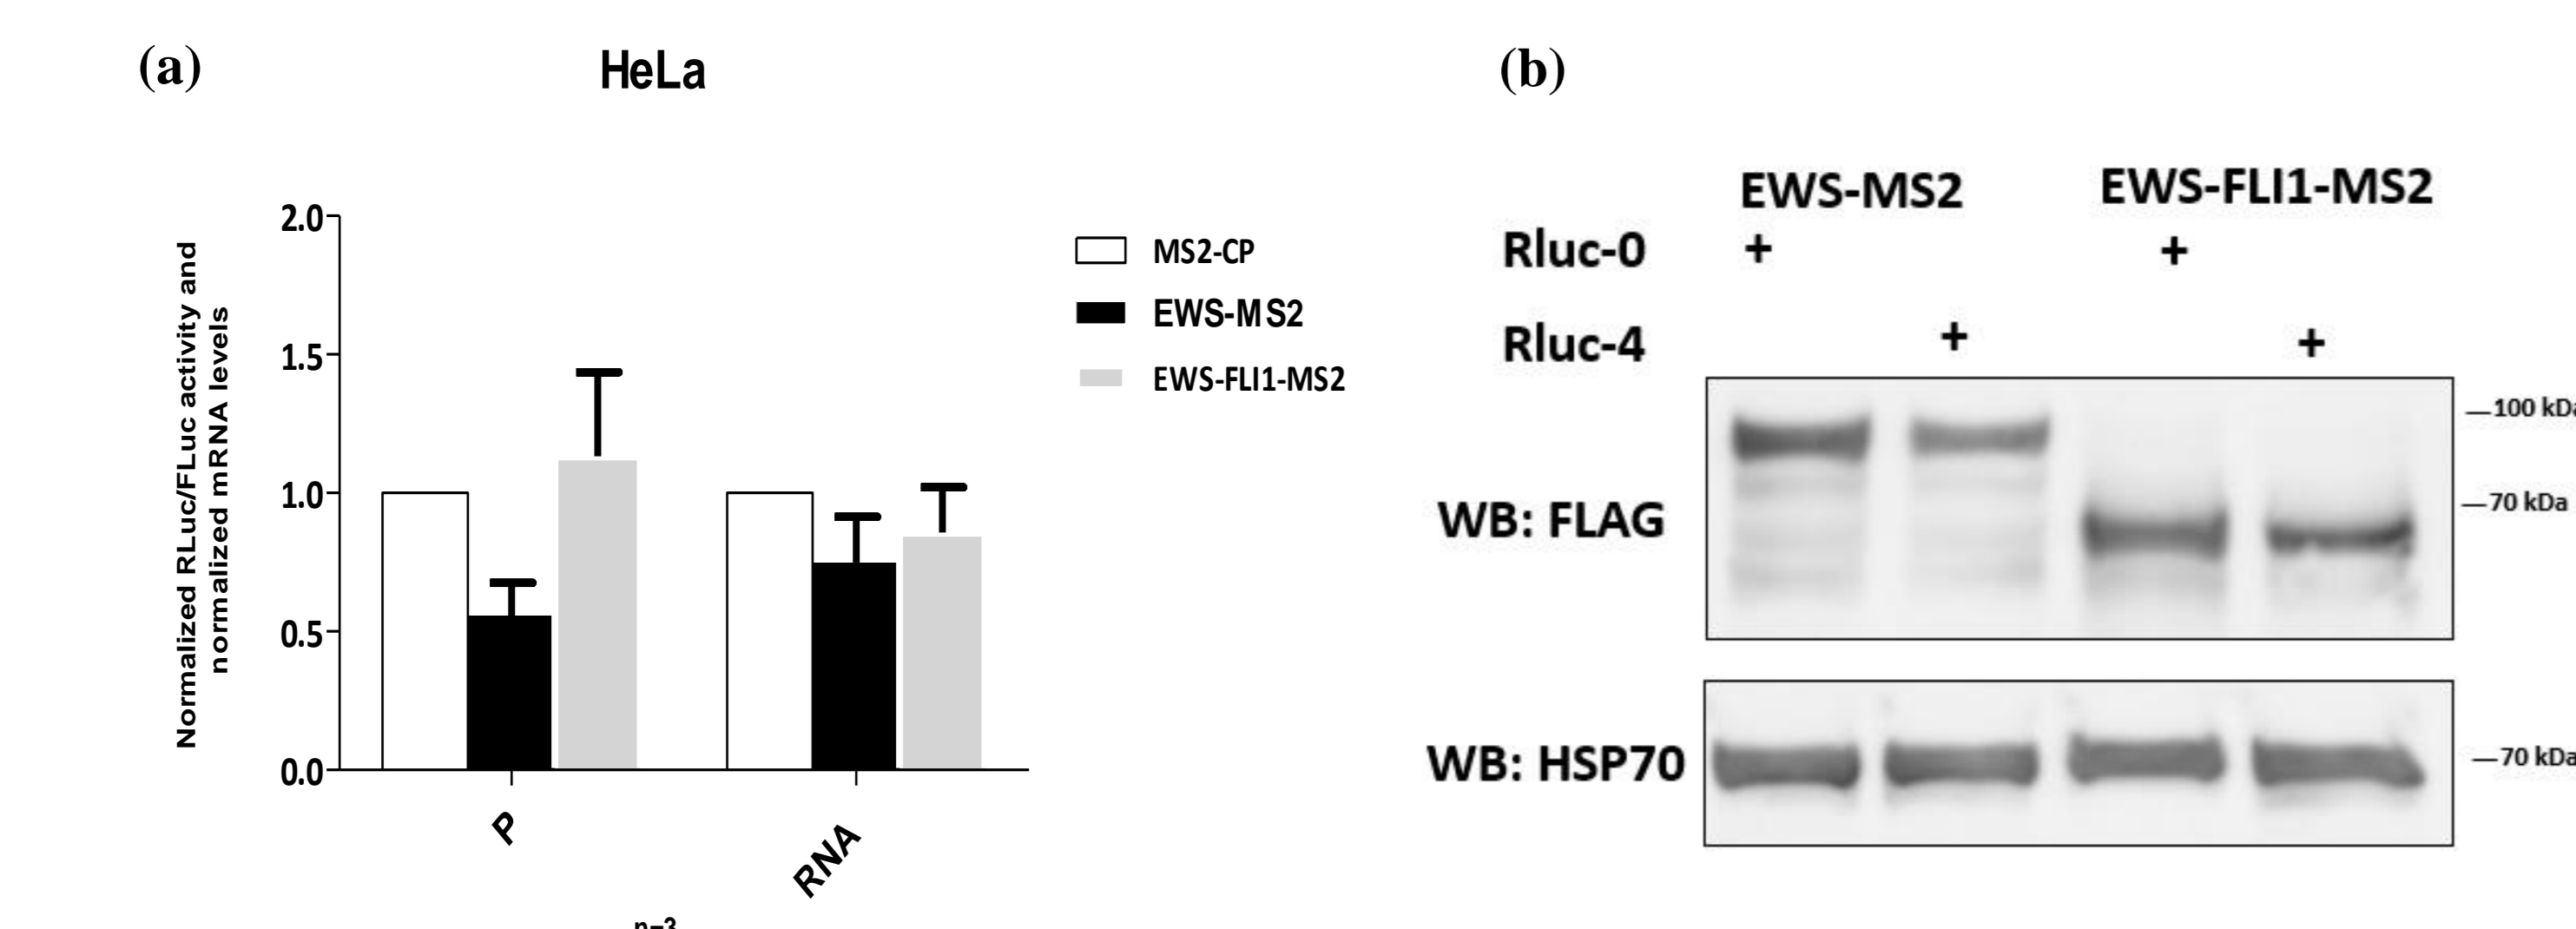 (a)
HeLa
Normalized RLuc/FLuc activity and
normalized mRNA levels
2.0
1.5
1.0
0.5
0.0
P
RNA
n=3
MS2-CP
EWS-MS2
EWS-FLI1-MS2
(b)
EWS-MS2 EWS-FLI1-MS2
Rluc-0 + +
Rluc-4 + +
WB: FLAG
—100 kDa
—70 kDa
WB: HSP70
—70 kDa